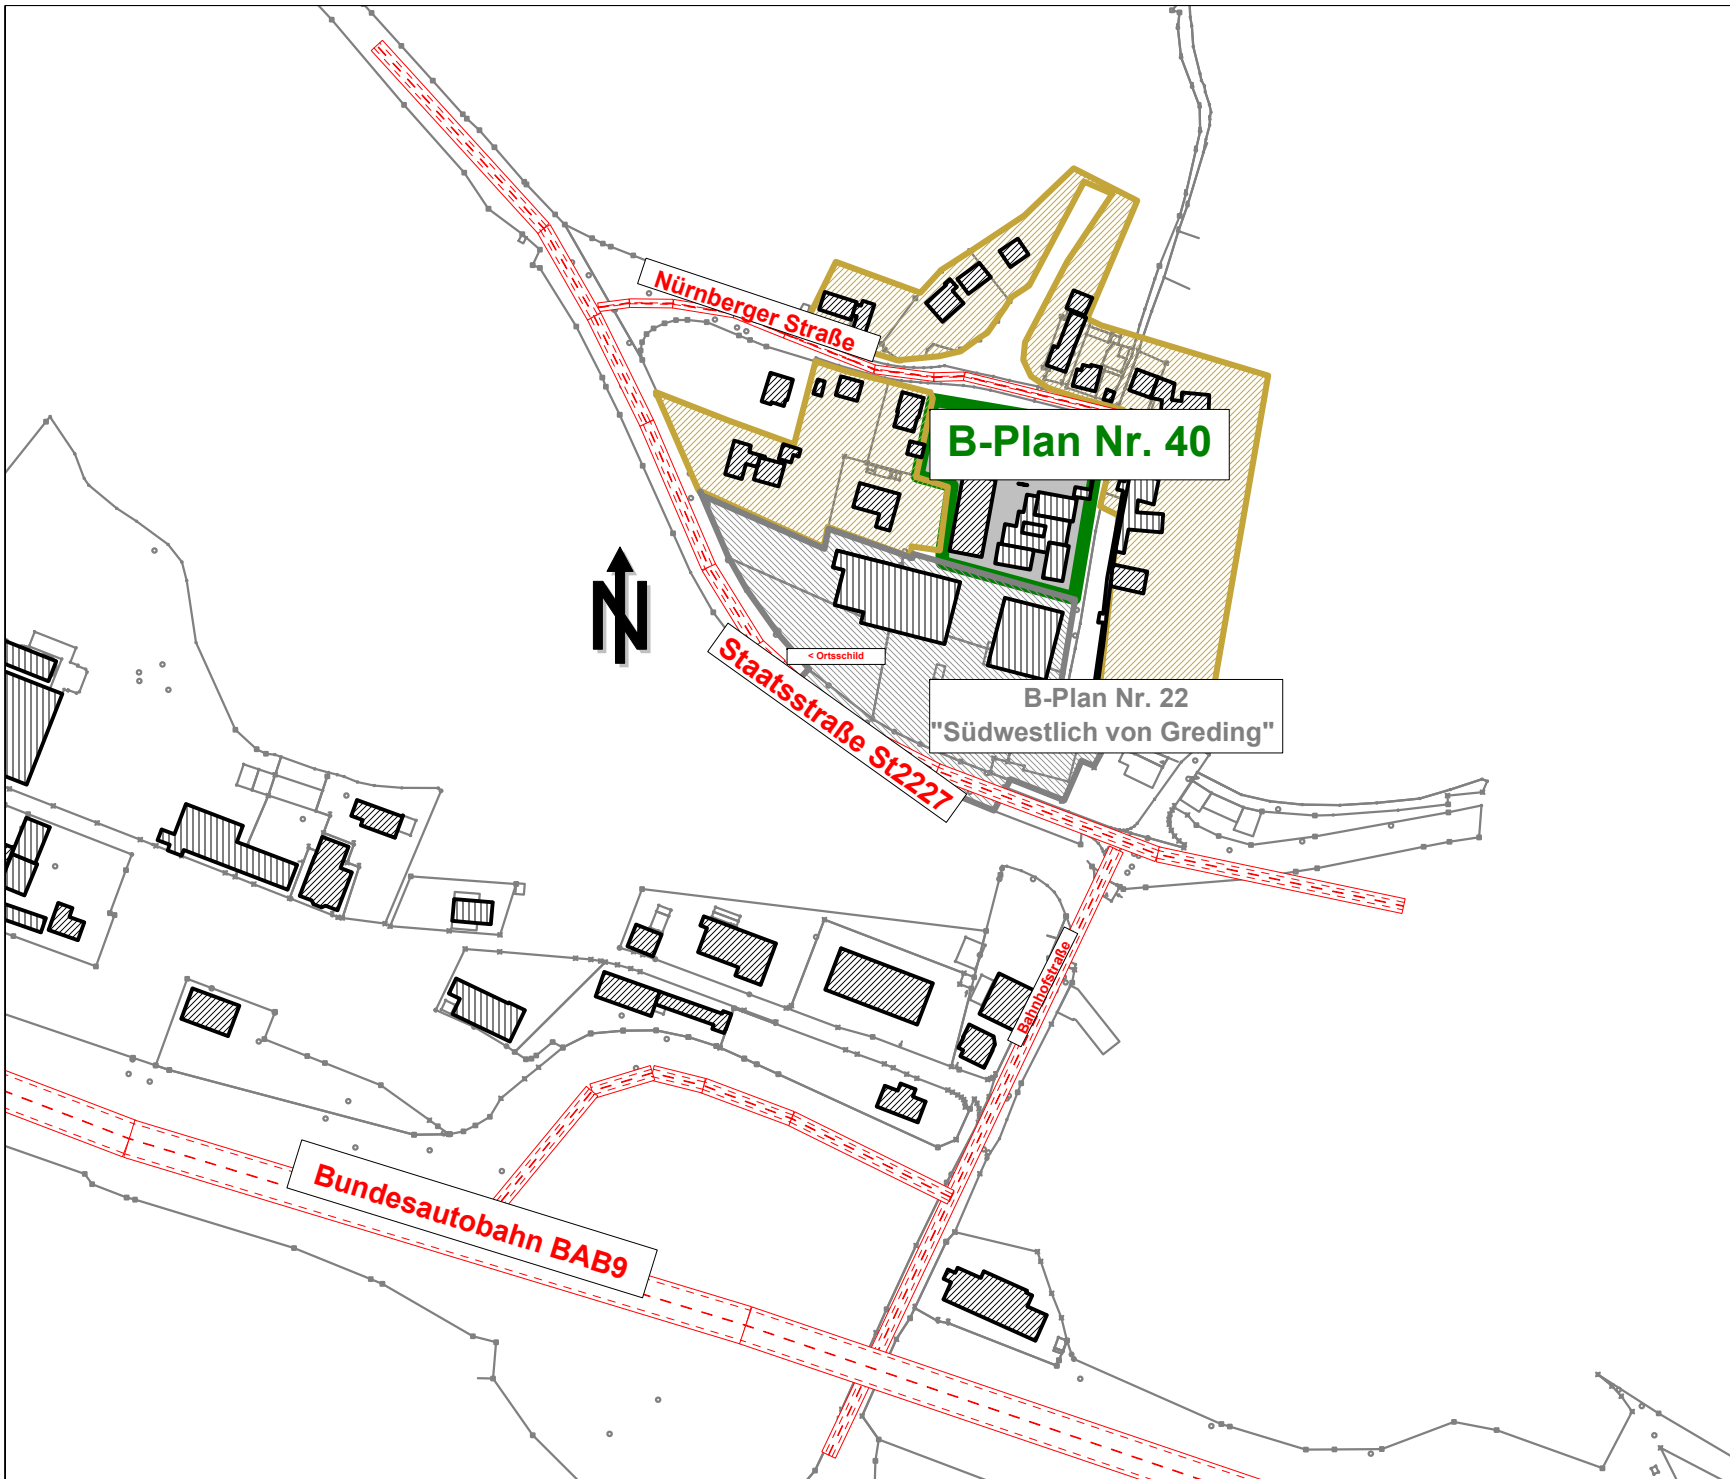 Nürnberger Straße
B-Plan Nr. 40
N
< Ortsschild
Staatsstraße St2227
B-Plan Nr. 22
"Südwestlich von Greding"
Bahnhofstraße
Bundesautobahn BAB9